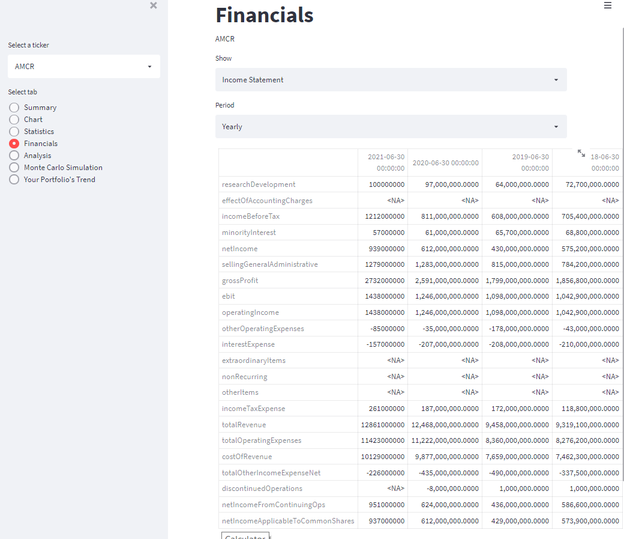 Financials
AMCR
Select a ticker
AMCR
Select tab
Summary
Chart
Statistics
Financials
Analysis
Monte Carlo Simulation
Your Portfolio's Trend
Show
Income Statement
Period
Yearly
2021-06-30 00:00:00 2020-06-30 00:00:00 2019-06-30 00:00:00 18-06-30 00:00:00
researchDevelopment 100000000 97,000,000.0000 64,000,000.0000 72,700,000.0000
effectOfAccountingCharges <NA> <NA> <NA> <NA>
incomeBeforeTax 1212000000 811,000,000.0000 608,000,000.0000 705,400,000.0000
minorityInterest 57000000 61,000,000.0000 65,700,000.0000 68,800,000.0000
netIncome 939000000 612,000,000.0000 430,000,000.0000 575,200,000.0000
sellingGeneralAdministrative 1279000000 1,283,000,000.0000 815,000,000.0000 784,200,000.0000
grossProfit 2732000000 2,591,000,000.0000 1,799,000,000.0000 1,856,800,000.0000
ebit 1438000000 1,246,000,000.0000 1,098,000,000.0000 1,042,900,000.0000
operatingIncome 1438000000 1,246,000,000.0000 1,098,000,000.0000 1,042,900,000.0000
otherOperatingExpenses -85000000 -35,000,000.0000 -178,000,000.0000 -43,000,000.0000
interestExpense -157000000 -207,000,000.0000 -208,000,000.0000 -210,000,000.0000
extraordinaryItems <NA> <NA> <NA> <NA>
nonRecurring <NA> <NA> <NA> <NA>
otherItems <NA> <NA> <NA> <NA>
incomeTaxExpense 261000000 187,000,000.0000 172,000,000.0000 118,800,000.0000
totalRevenue 12861000000 12,468,000,000.0000 9,458,000,000.0000 9,319,100,000.0000
totalOperatingExpenses 11423000000 11,222,000,000.0000 8,360,000,000.0000 8,276,200,000.0000
costOfRevenue 10129000000 9,877,000,000.0000 7,659,000,000.0000 7,462,300,000.0000
totalOtherIncomeExpenseNet -226000000 -435,000,000.0000 -490,000,000.0000 -337,500,000.0000
discontinuedOperations <NA> -8,000,000.0000 1,000,000.0000 1,000,000.0000
netIncomeFromContinuingOps 951000000 624,000,000.0000 436,000,000.0000 586,600,000.0000
netIncomeApplicableToCommonShares 937000000 612,000,000.0000 429,000,000.0000 573,900,000.0000